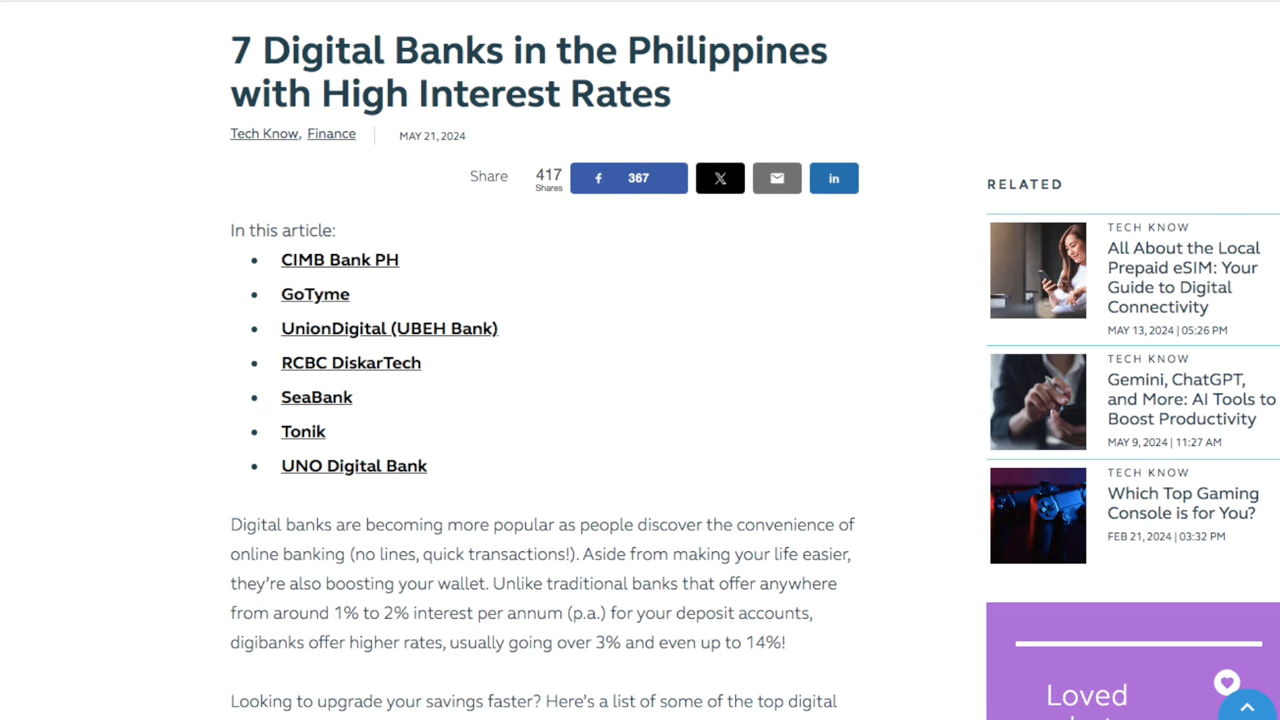 7 Digital Banks in the Philippines
with High Interest Rates
Tech Know, Finance
MAY 21, 2024
Share
417
Shares
f 367
X
in
In this article:
• CIMB Bank PH
• GoTyme
• UnionDigital (UBEH Bank)
• RCBC DiskarTech
• SeaBank
• Tonik
• UNO Digital Bank
Digital banks are becoming more popular as people discover the convenience of
online banking (no lines, quick transactions!). Aside from making your life easier,
they're also boosting your wallet. Unlike traditional banks that offer anywhere
from around 1% to 2% interest per annum (p.a.) for your deposit accounts,
digibanks offer higher rates, usually going over 3% and even up to 14%!
Looking to upgrade your savings faster? Here's a list of some of the top digital
RELATED
TECH KNOW
All About the Local
Prepaid eSIM: Your
Guide to Digital
Connectivity
MAY 13, 2024 | 05:26 PM
TECH KNOW
Gemini, ChatGPT,
and More: AI Tools to
Boost Productivity
MAY 9, 2024 | 11:27 AM
TECH KNOW
Which Top Gaming
Console is for You?
FEB 21, 2024 | 03:32 PM
Loved